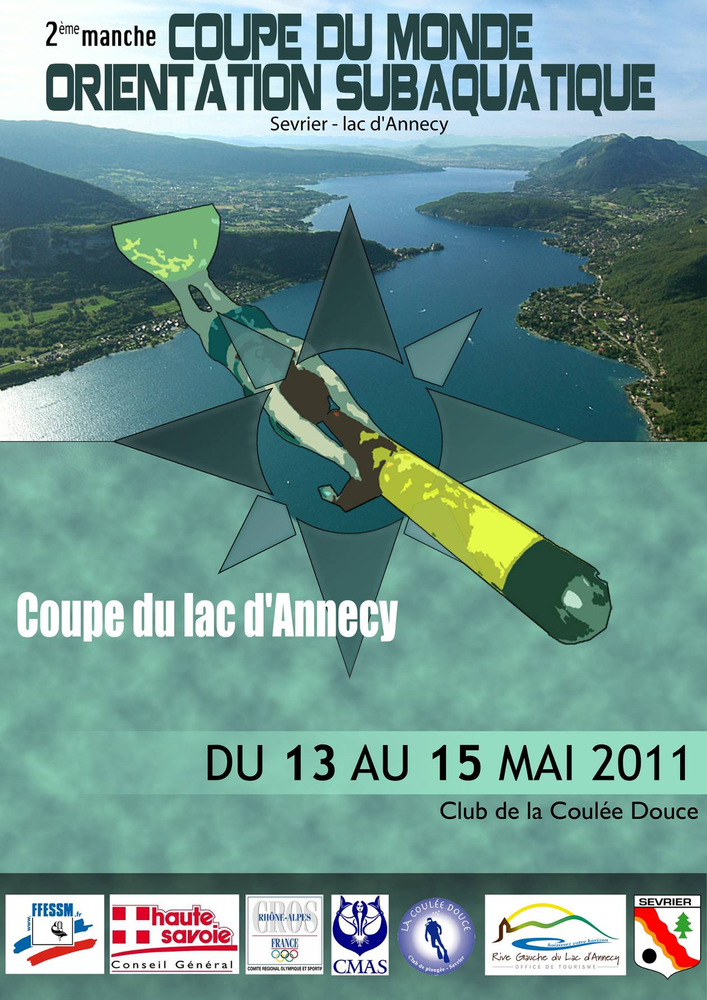 2ème manche COUPE DU MONDE
ORIENTATION SUBAQUATIQUE
Sevrier - lac d'Annecy
Coupe du lac d'Annecy
DU 13 AU 15 MAI 2011
Club de la Coulée Douce
www.FFESSM.fr
haute
savoie
Conseil Général
CROS
RHÔNE-ALPES
FRANCE
COMITE REGIONAL OLYMPIQUE ET SPORTIF
CMAS
LA COULÉE DOUCE
Club de plongée - Sevrier
Choisissez votre horizon
Rive Gauche du Lac d'Annecy
OFFICE DE TOURISME
SEVRIER